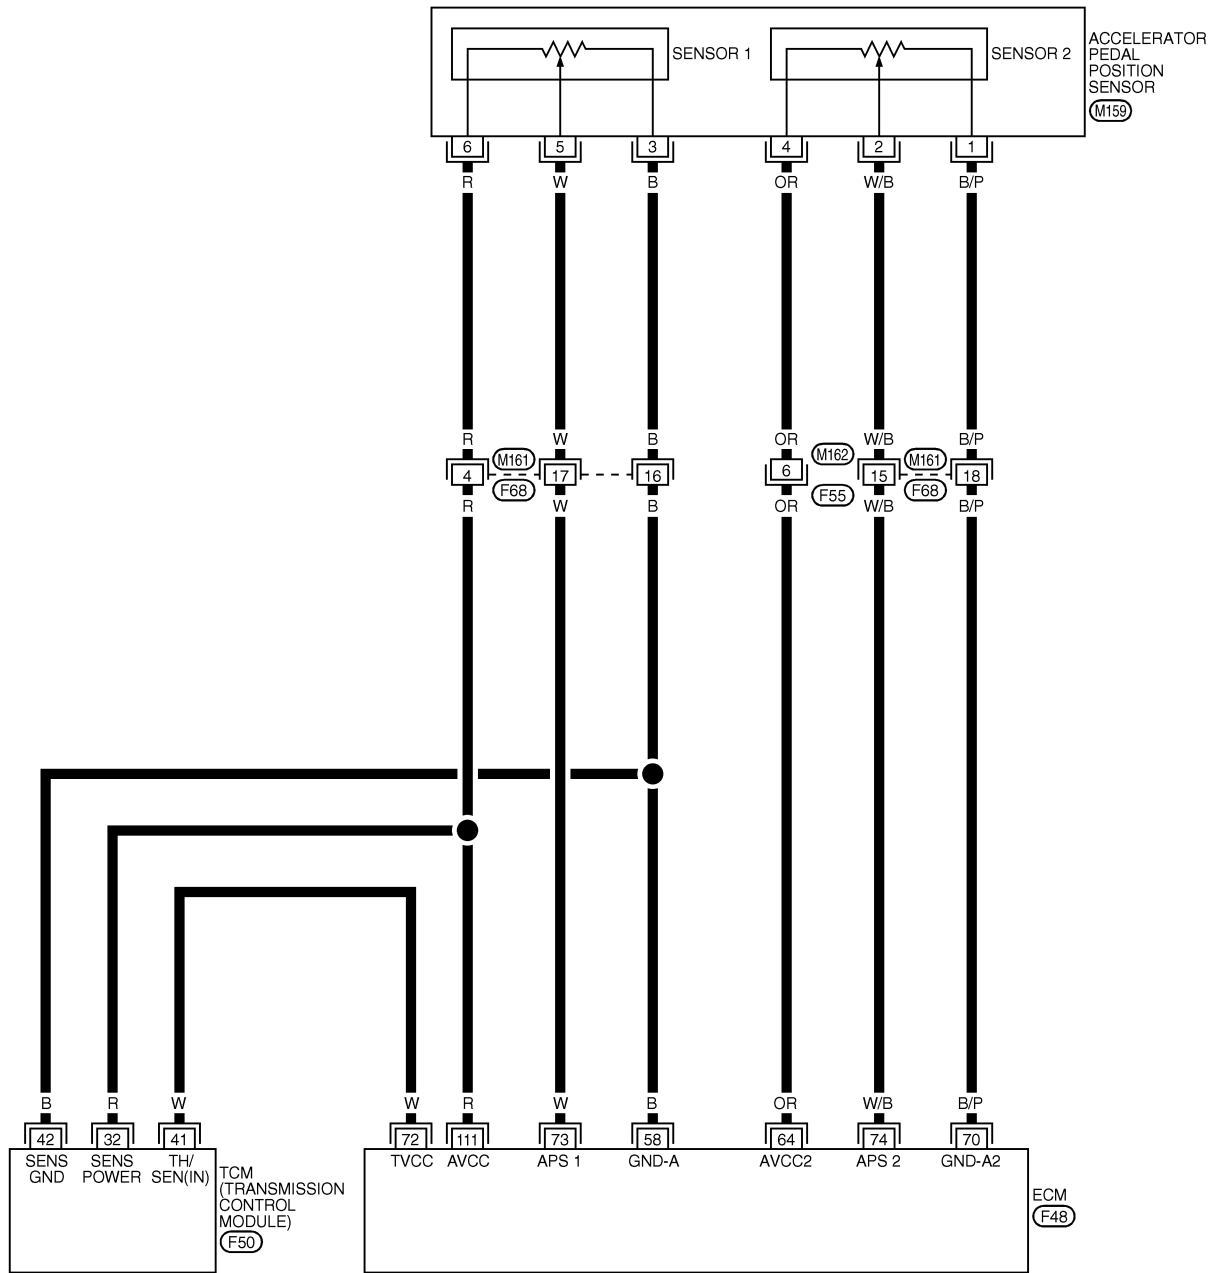 SENSOR 1
SENSOR 2
ACCELERATOR
PEDAL
POSITION
SENSOR
M159
6 5 3 4 2 1
R W B OR W/B B/P
R W B OR W/B B/P
M161 M162 M161
4 17 16 6 15 18
F68 F55 F68
R W B OR W/B B/P
B R W W R W B OR W/B B/P
42 32 41 72 111 73 58 64 74 70
SENS
GND
SENS
POWER
TH/
SEN(IN)
TCM
(TRANSMISSION
CONTROL
MODULE)
F50
TVCC AVCC APS 1 GND-A AVCC2 APS 2 GND-A2
ECM
F48